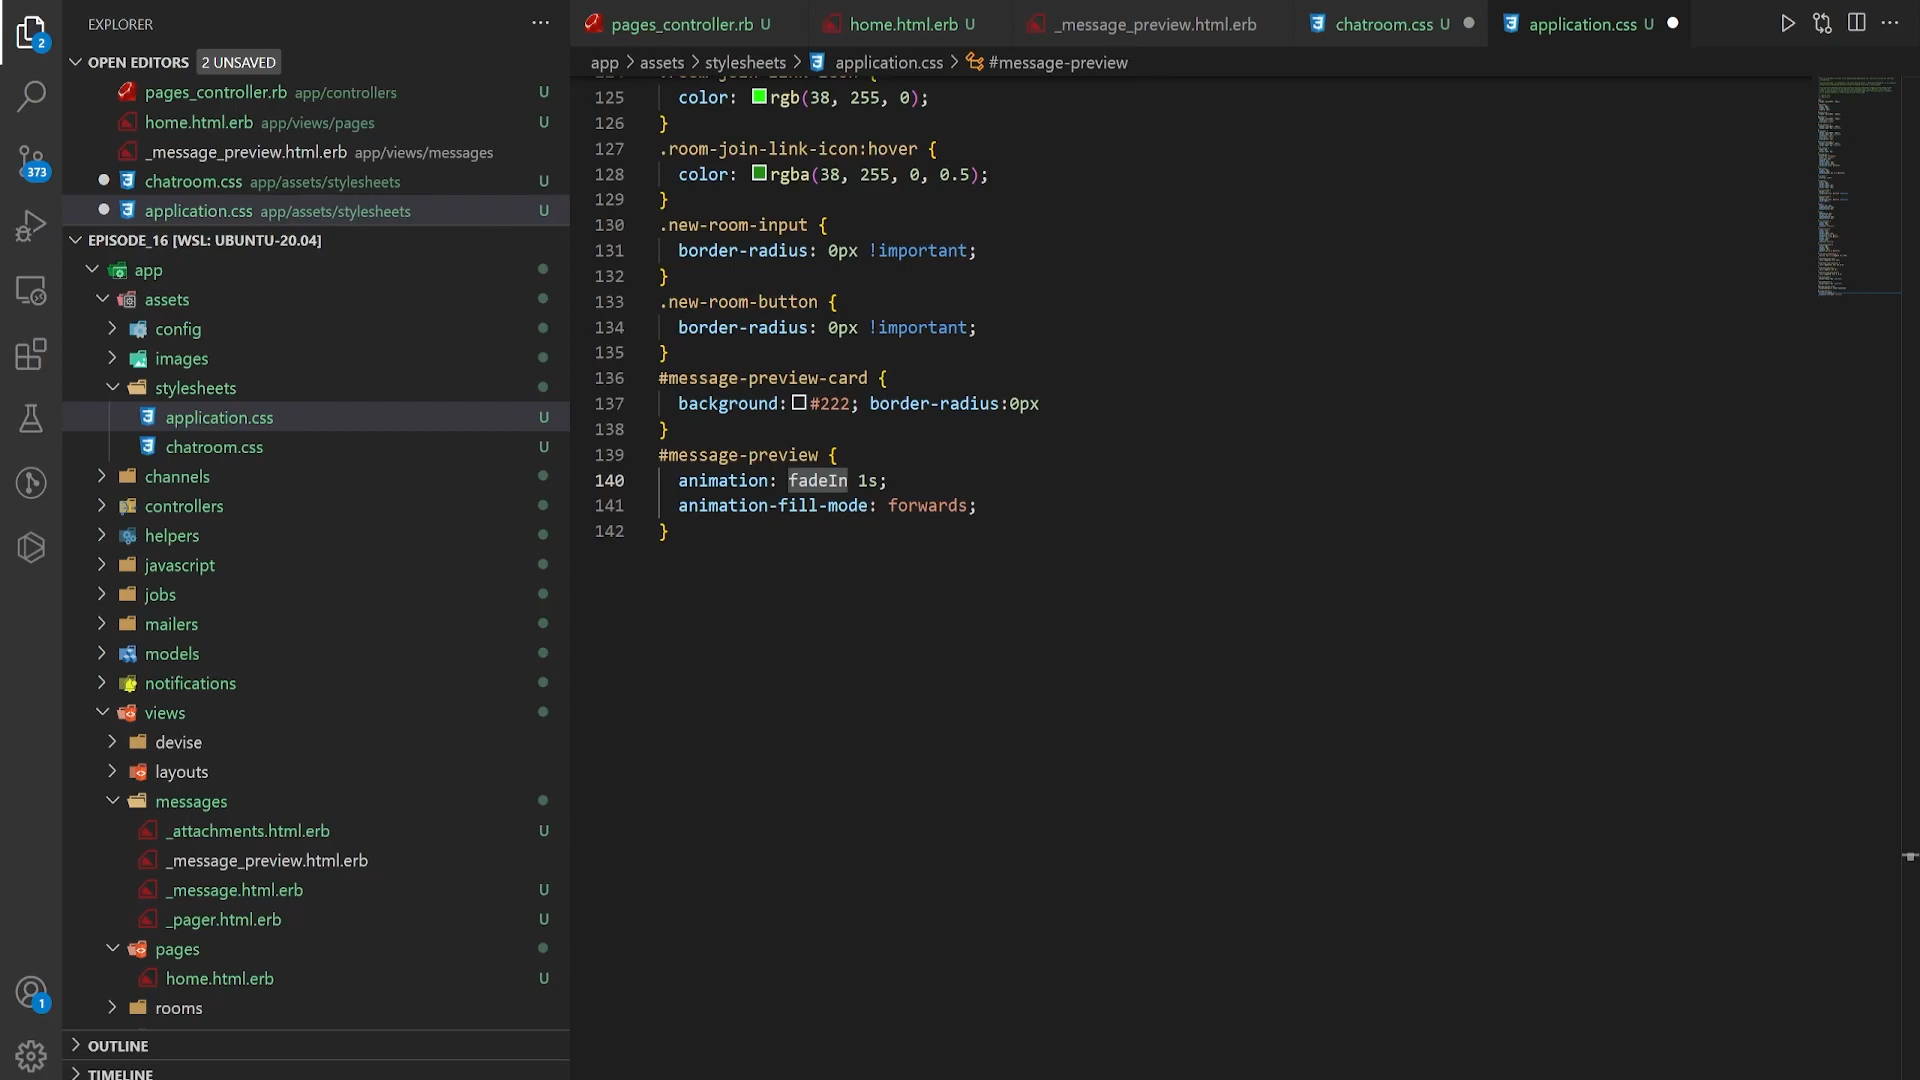 EXPLORER
OPEN EDITORS 2 UNSAVED
pages_controller.rb app/controllers U
home.html.erb app/views/pages U
_message_preview.html.erb app/views/messages
chatroom.css app/assets/stylesheets U
application.css app/assets/stylesheets U
EPISODE_16 [WSL: UBUNTU-20.04]
app
assets
config
images
stylesheets
application.css U
chatroom.css U
channels
controllers
helpers
javascript
jobs
mailers
models
notifications
views
devise
layouts
messages
_attachments.html.erb U
_message_preview.html.erb
_message.html.erb U
_pager.html.erb U
pages
home.html.erb U
rooms
OUTLINE
TIMELINE
2
373
1
pages_controller.rb U
home.html.erb U
_message_preview.html.erb
chatroom.css U
application.css U
app > assets > stylesheets > application.css > #message-preview
125 color: rgb(38, 255, 0);
126 }
127 .room-join-link-icon:hover {
128 color: rgba(38, 255, 0, 0.5);
129 }
130 .new-room-input {
131 border-radius: 0px !important;
132 }
133 .new-room-button {
134 border-radius: 0px !important;
135 }
136 #message-preview-card {
137 background: #222; border-radius:0px
138 }
139 #message-preview {
140 animation: fadeIn 1s;
141 animation-fill-mode: forwards;
142 }